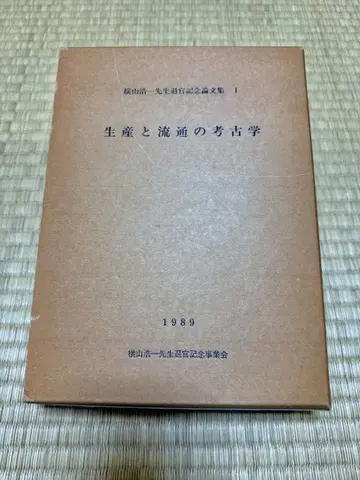 横山浩一先生退官記念論文集 Ⅰ
生産と流通の考古学
1989
横山浩一先生退官記念事業会